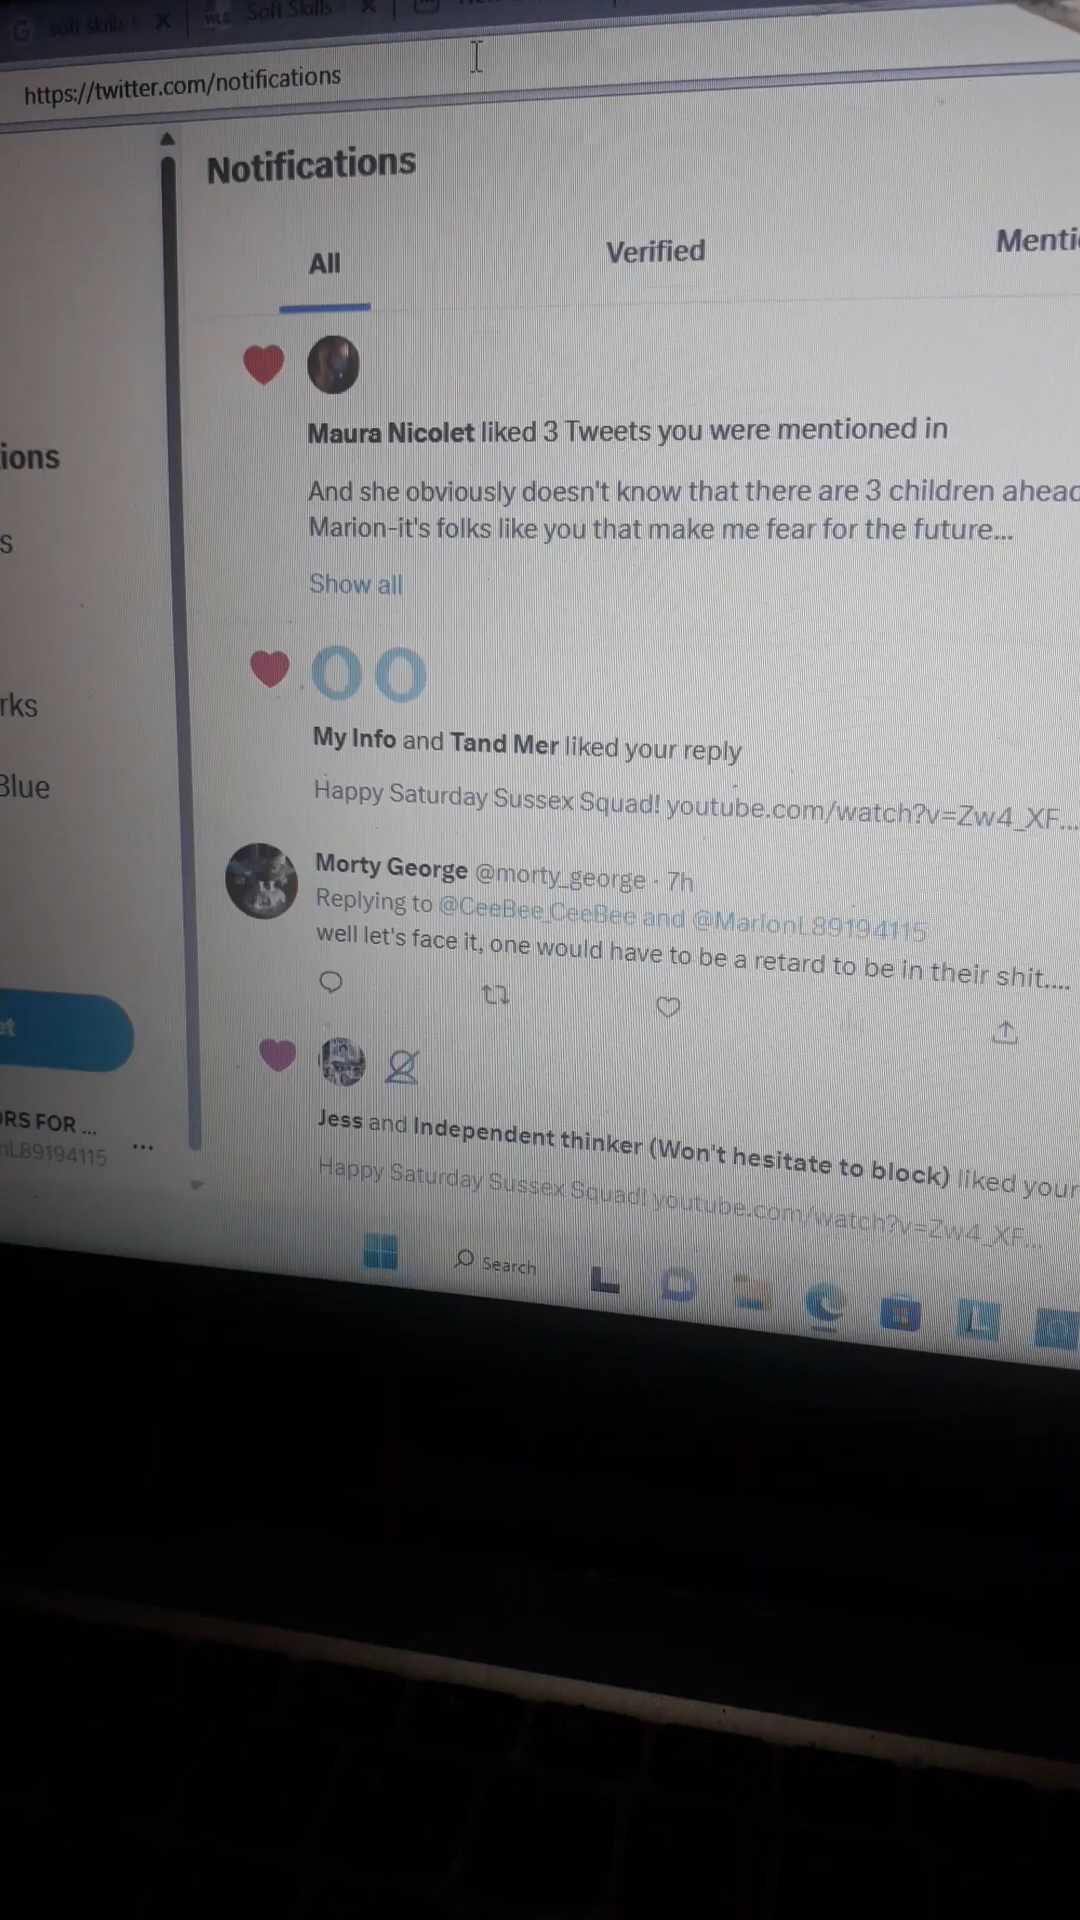 soft skills
WLS Soft Skills
https://twitter.com/notifications
Notifications
All
Verified
ions
s
rks
Blue
et
ORS FOR ...
nL89194115
...
Maura Nicolet liked 3 Tweets you were mentioned in
And she obviously doesn't know that there are 3 children ahead
Marion-it's folks like you that make me fear for the future...
Show all
My Info and Tand Mer liked your reply
Happy Saturday Sussex Squad! youtube.com/watch?v=Zw4_XF...
Morty George @morty_george · 7h
Replying to @CeeBee_CeeBee and @MarionL89194115
well let's face it, one would have to be a retard to be in their shit....
Jess and Independent thinker (Won't hesitate to block) liked your
Happy Saturday Sussex Squad! youtube.com/watch?v=Zw4_XF...
Search